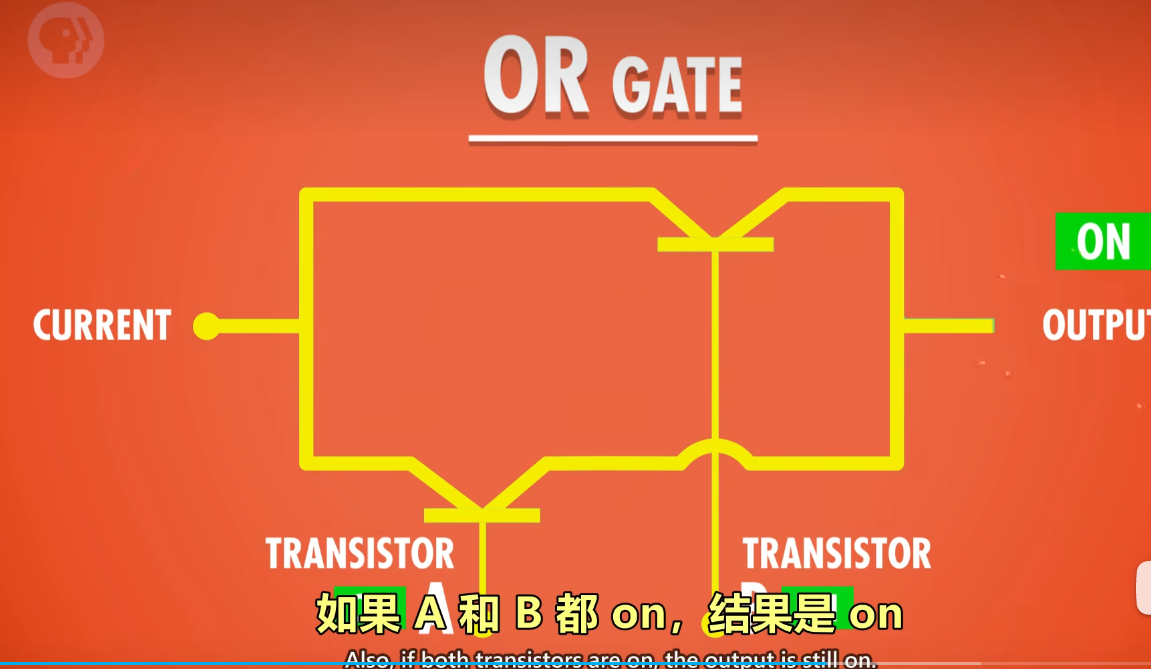 OR GATE
ON
CURRENT
OUTPUT
TRANSISTOR
TRANSISTOR
A
如果 A 和 B 都 on，结果是 on
Also, if both transistors are on, the output is still on.